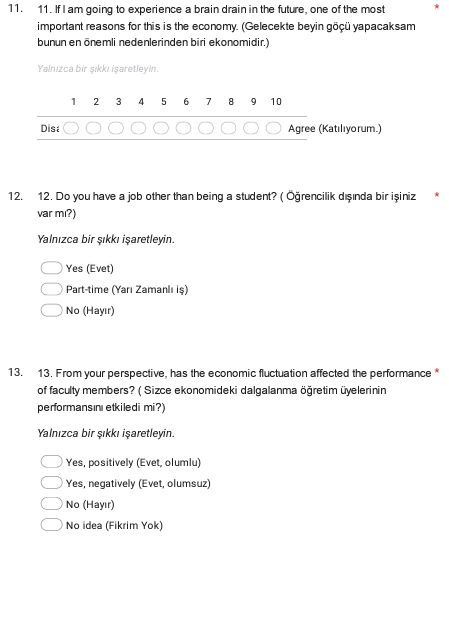 11. 11. If I am going to experience a brain drain in the future, one of the most *
important reasons for this is the economy. (Gelecekte beyin göçü yapacaksam
bunun en önemli nedenlerinden biri ekonomidir.)
Yalnızca bir şıkkı işaretleyin.
1 2 3 4 5 6 7 8 9 10
Agree (Katılıyorum.)
12. 12. Do you have a job other than being a student? ( Öğrencilik dışında bir işiniz *
var mı?)
Yalnızca bir şıkkı işaretleyin.
Yes (Evet)
Part-time (Yarı Zamanlı iş)
No (Hayır)
13. 13. From your perspective, has the economic fluctuation affected the performance *
of faculty members? ( Sizce ekonomideki dalgalanma öğretim üyelerinin
performansını etkiledi mi?)
Yalnızca bir şıkkı işaretleyin.
Yes, positively (Evet, olumlu)
Yes, negatively (Evet, olumsuz)
No (Hayır)
No idea (Fikrim Yok)